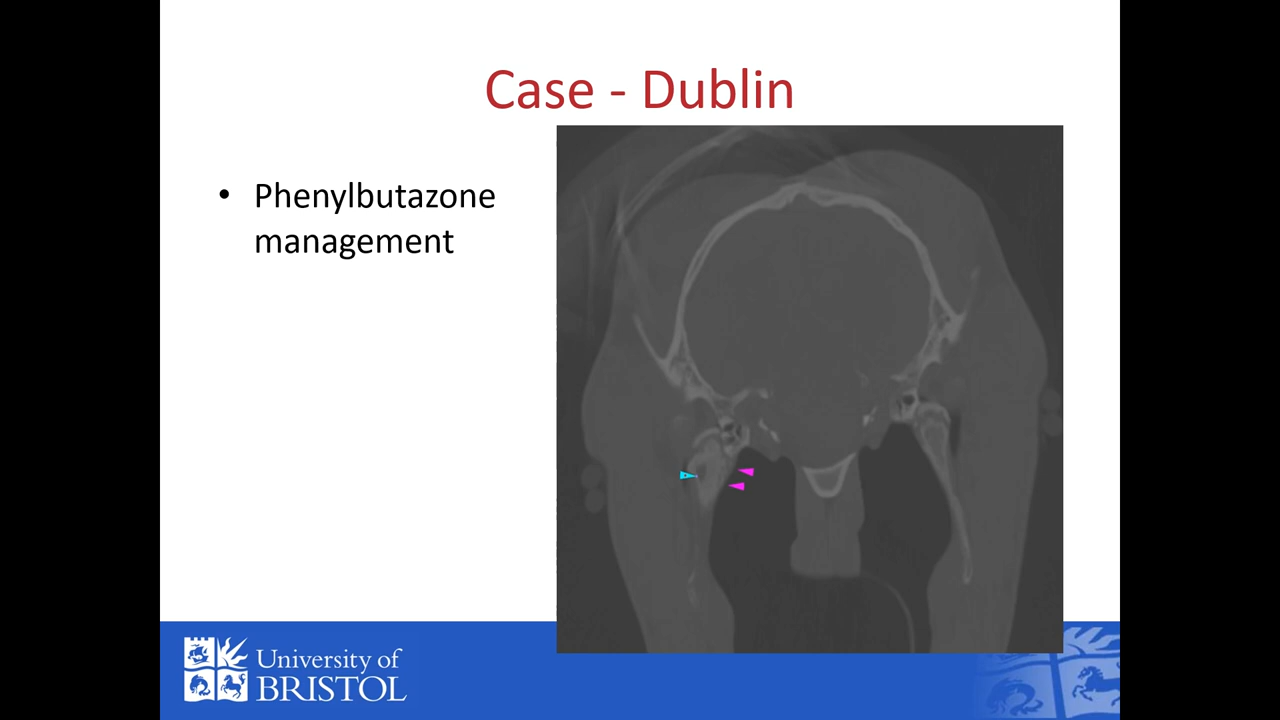 Case - Dublin
• Phenylbutazone
management
University of
BRISTOL